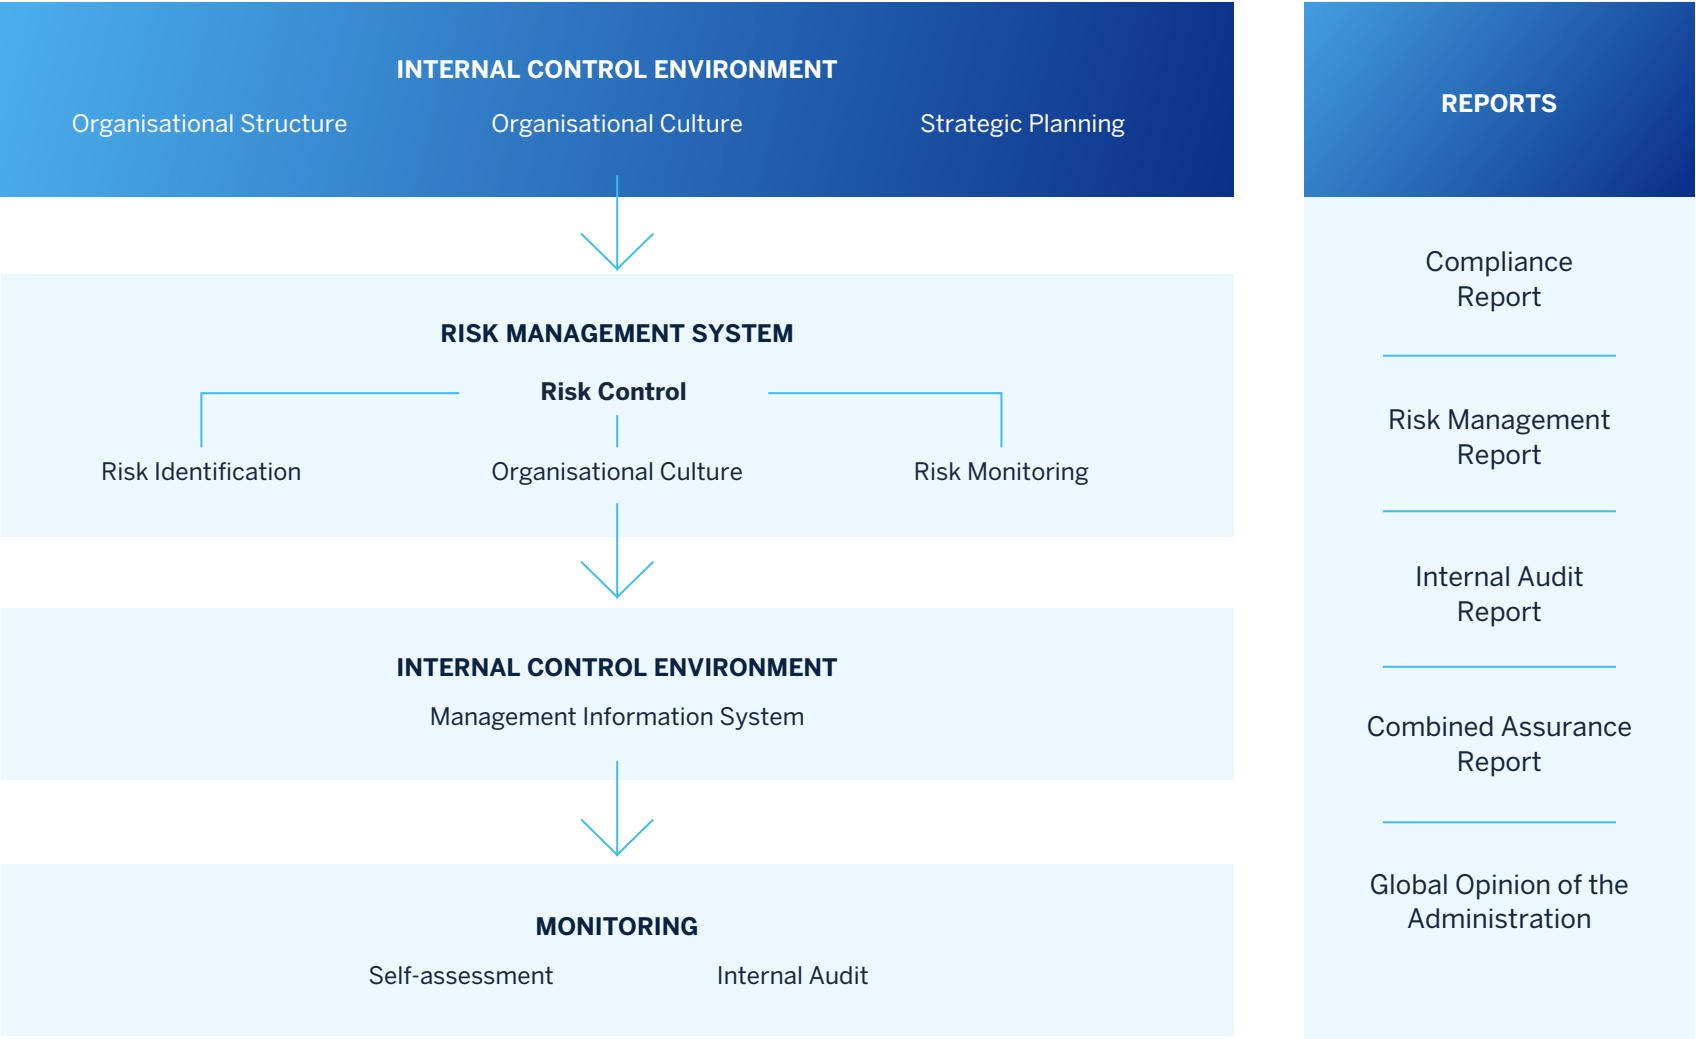 INTERNAL CONTROL ENVIRONMENT
Organisational Structure
Organisational Culture
Strategic Planning
RISK MANAGEMENT SYSTEM
Risk Control
Risk Identification
Organisational Culture
Risk Monitoring
INTERNAL CONTROL ENVIRONMENT
Management Information System
MONITORING
Self-assessment
Internal Audit
REPORTS
Compliance
Report
Risk Management
Report
Internal Audit
Report
Combined Assurance
Report
Global Opinion of the
Administration